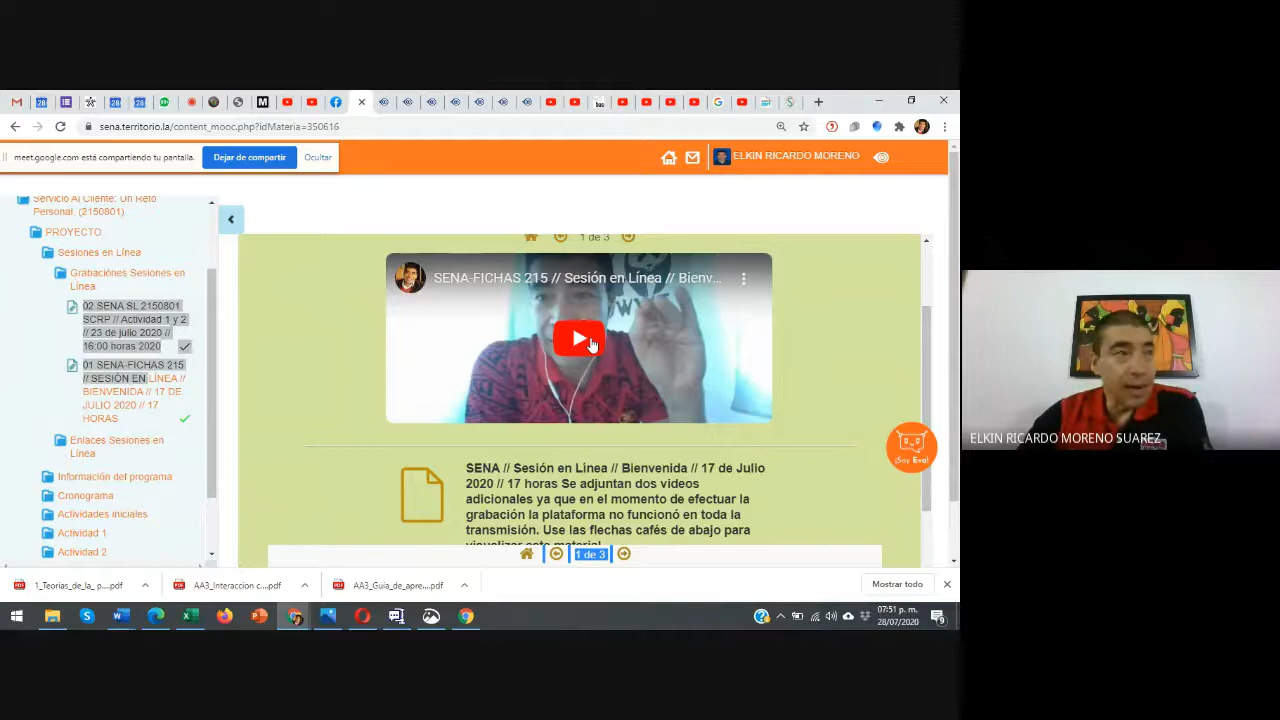 sena.territorio.la/content_mooc.php?idMateria=350616
meet.google.com está compartiendo tu pantalla.
Dejar de compartir
Ocultar
ELKIN RICARDO MORENO
Servicio Al Cliente: Un Reto
Personal. (2150801)
PROYECTO
Sesiones en Línea
Grabaciónes Sesiones en
Línea
02 SENA SL 2150801
SCRP // Actividad 1 y 2
// 23 de julio 2020 //
16:00 horas 2020
01 SENA-FICHAS 215
// SESIÓN EN LÍNEA //
BIENVENIDA // 17 DE
JULIO 2020 // 17
HORAS
Enlaces Sesiones en
Línea
Información del programa
Cronograma
Actividades iniciales
Actividad 1
Actividad 2
1 de 3
SENA-FICHAS 215 // Sesión en Línea // Bienv...
SENA // Sesión en Línea // Bienvenida // 17 de Julio
2020 // 17 horas Se adjuntan dos videos
adicionales ya que en el momento de efectuar la
grabación la plataforma no funcionó en toda la
transmisión. Use las flechas cafés de abajo para
visualizar este material
1 de 3
¡Soy Eva!
ELKIN RICARDO MORENO SUAREZ
1_Teorias_de_la_ p....pdf
AA3_Interaccion c....pdf
AA3_Guia_de_apre....pdf
Mostrar todo
07:51 p. m.
28/07/2020